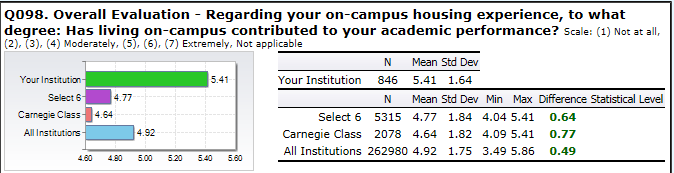 Q098. Overall Evaluation - Regarding your on-campus housing experience, to what
degree: Has living on-campus contributed to your academic performance? Scale: (1) Not at all,
(2), (3), (4) Moderately, (5), (6), (7) Extremely, Not applicable
Your Institution 5.41
Select 6 4.77
Carnegie Class 4.64
All Institutions 4.92
4.60 4.80 5.00 5.20 5.40 5.60
N Mean Std Dev
Your Institution 846 5.41 1.64
N Mean Std Dev Min Max Difference Statistical Level
Select 6 5315 4.77 1.84 4.04 5.41 0.64
Carnegie Class 2078 4.64 1.82 4.09 5.41 0.77
All Institutions 262980 4.92 1.75 3.49 5.86 0.49